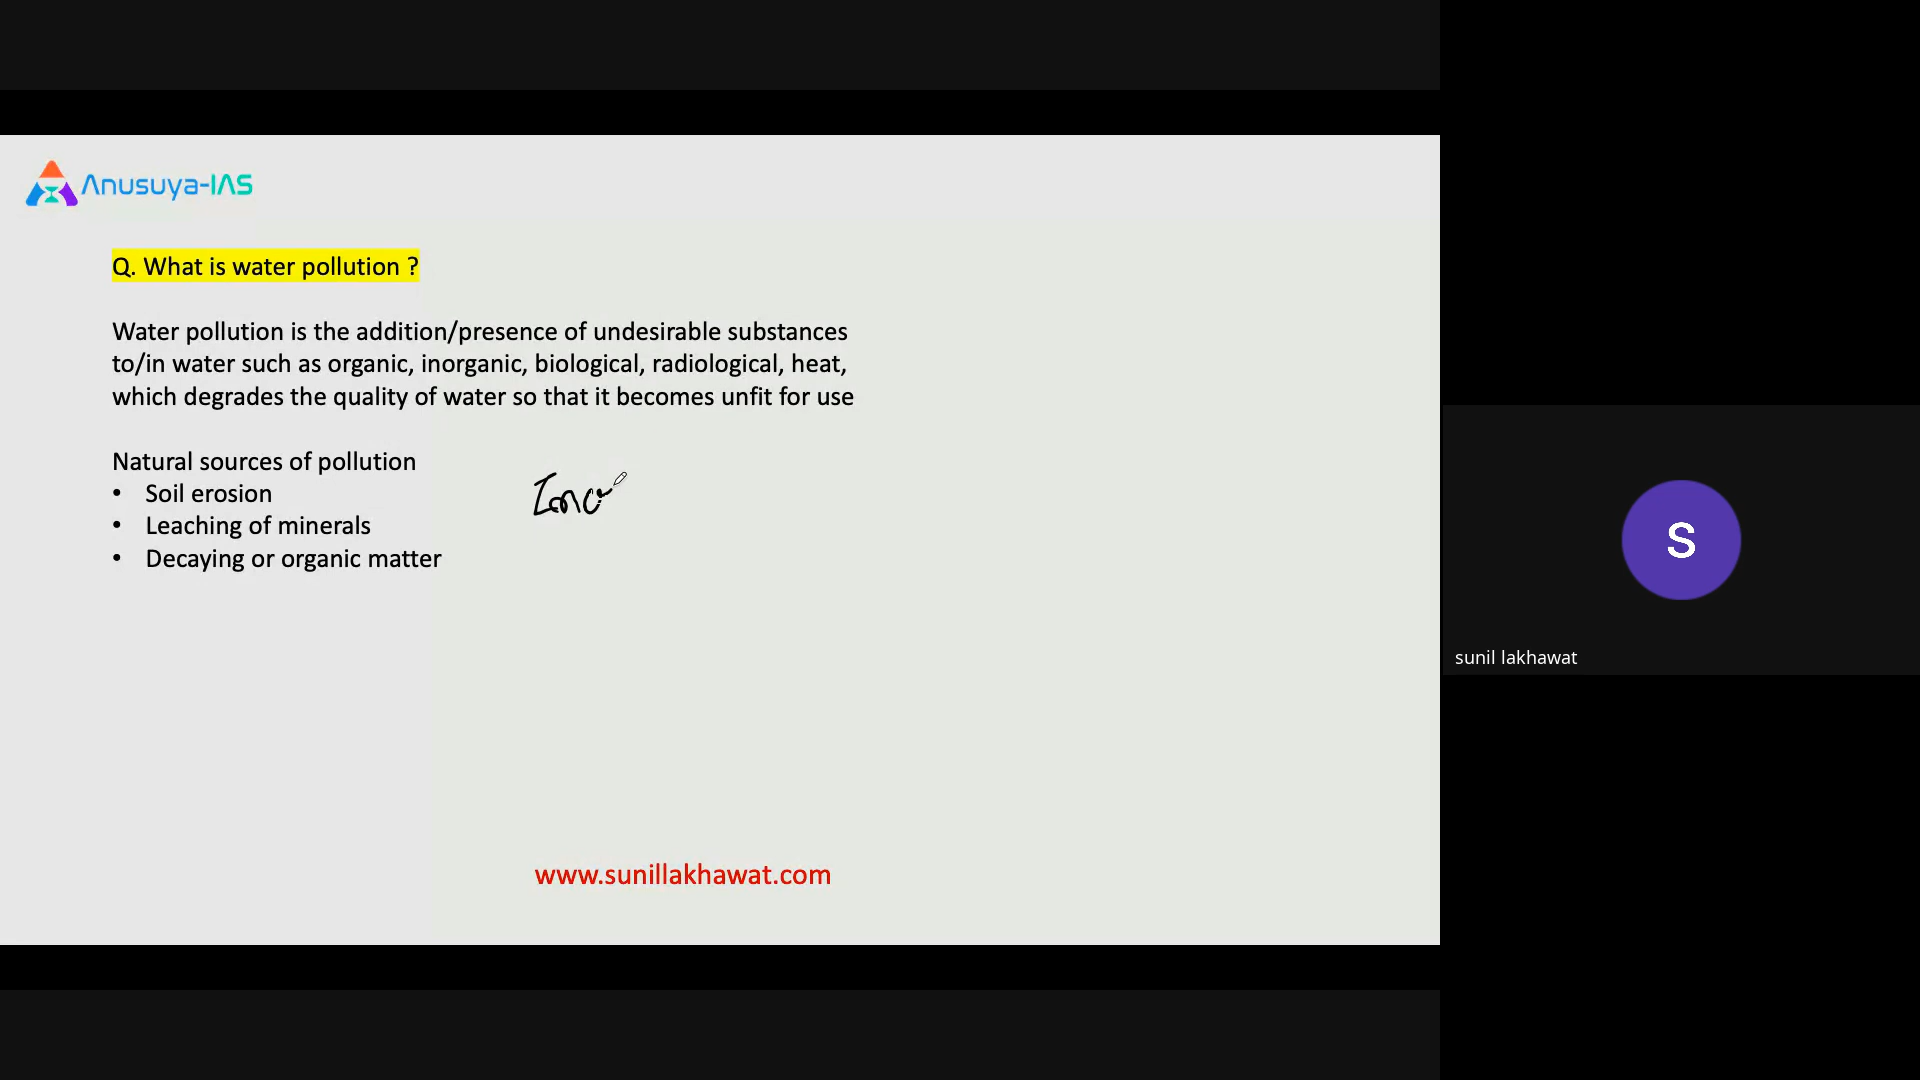 Anusuya-IAS
Q. What is water pollution ?
Water pollution is the addition/presence of undesirable substances
to/in water such as organic, inorganic, biological, radiological, heat,
which degrades the quality of water so that it becomes unfit for use
Natural sources of pollution
• Soil erosion
• Leaching of minerals
• Decaying or organic matter
www.sunillakhawat.com
S
sunil lakhawat